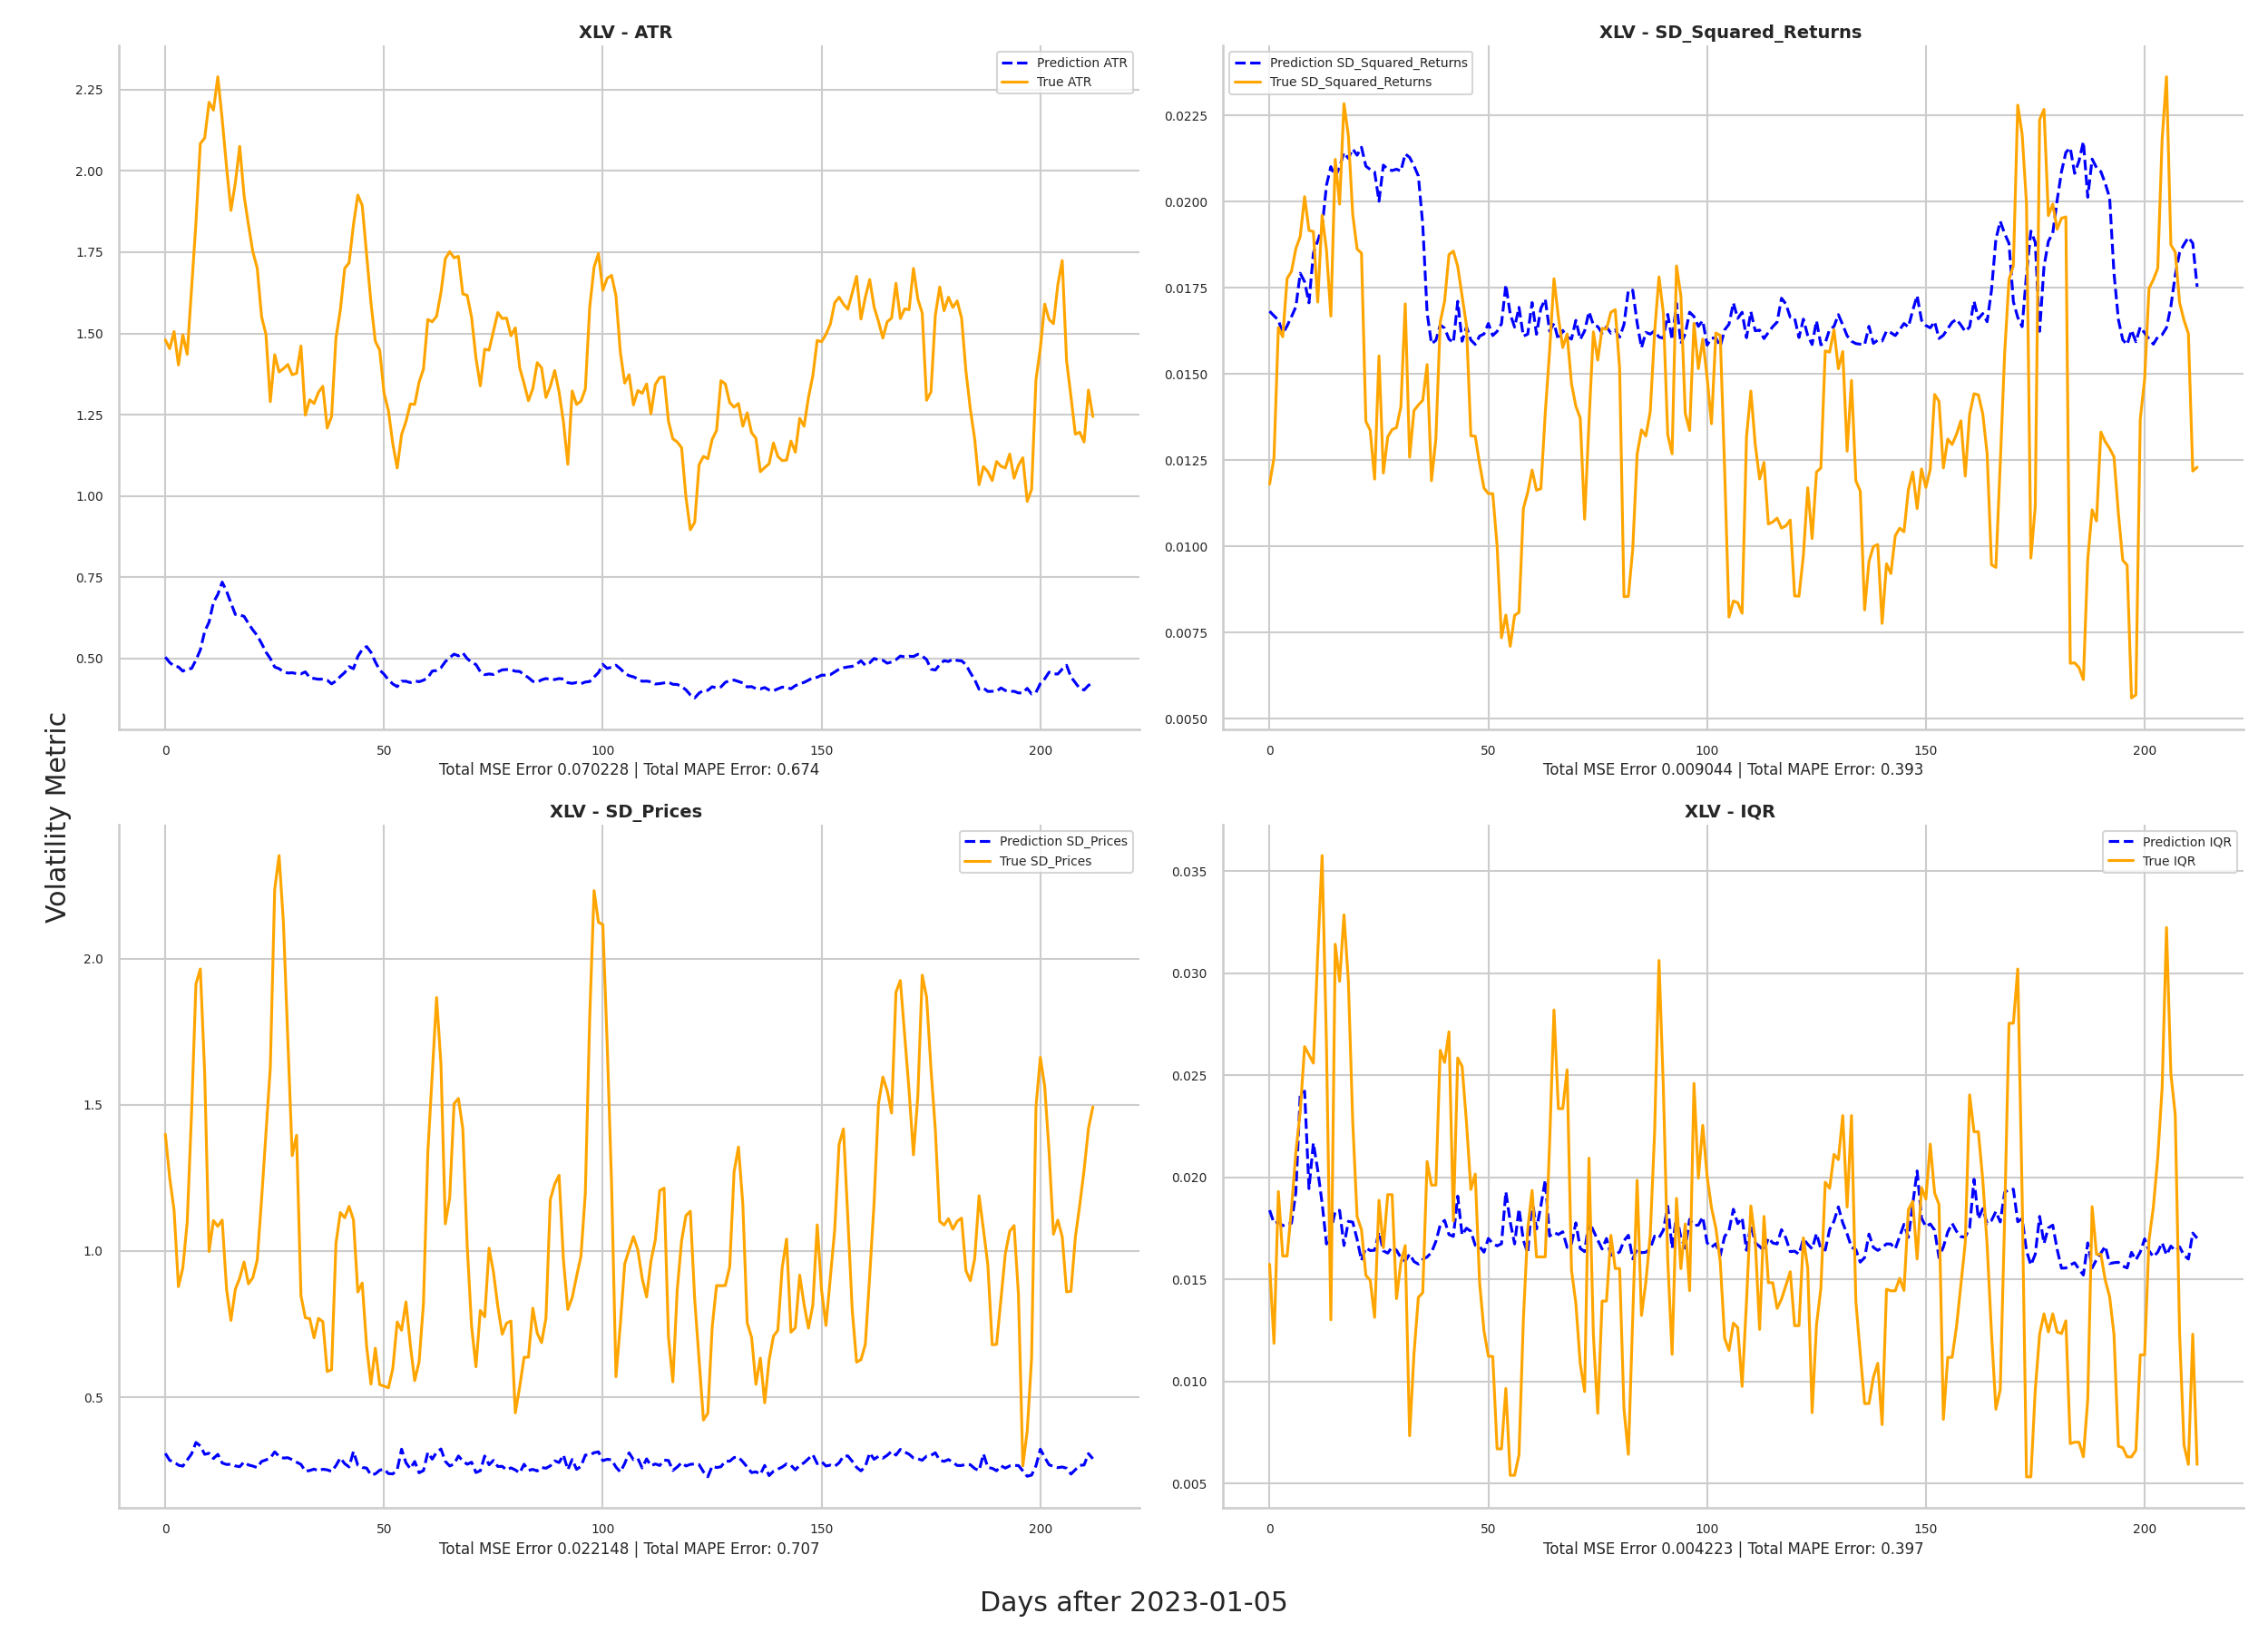 XLV - ATR
Prediction ATR
True ATR
2.25
2.00
1.75
1.50
1.25
1.00
0.75
0.50
0
50
100
150
200
Total MSE Error 0.070228 | Total MAPE Error: 0.674
XLV - SD_Squared_Returns
Prediction SD_Squared_Returns
True SD_Squared_Returns
0.0225
0.0200
0.0175
0.0150
0.0125
0.0100
0.0075
0.0050
0
50
100
150
200
Total MSE Error 0.009044 | Total MAPE Error: 0.393
Volatility Metric
XLV - SD_Prices
Prediction SD_Prices
True SD_Prices
2.0
1.5
1.0
0.5
0
50
100
150
200
Total MSE Error 0.022148 | Total MAPE Error: 0.707
XLV - IQR
Prediction IQR
True IQR
0.035
0.030
0.025
0.020
0.015
0.010
0.005
0
50
100
150
200
Total MSE Error 0.004223 | Total MAPE Error: 0.397
Days after 2023-01-05